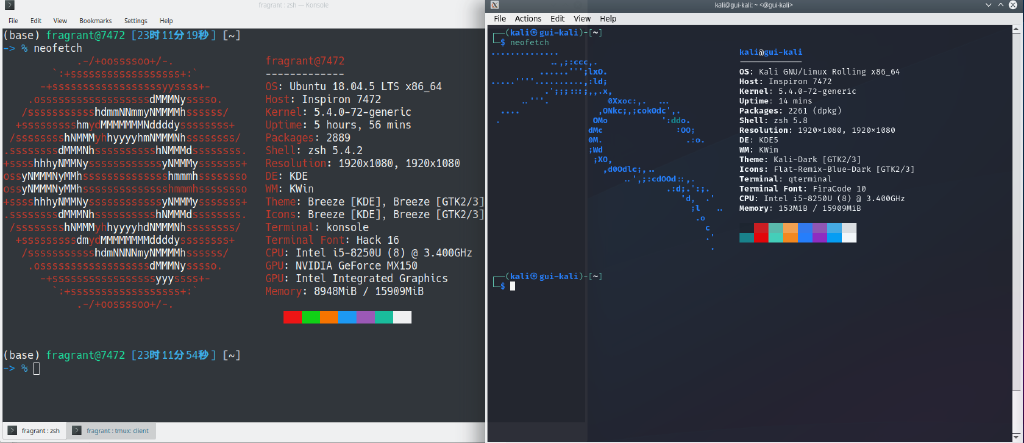 fragrant : zsh — Konsole
File Edit View Bookmarks Settings Help
(base) fragrant@7472 [23时11分19秒] [~]
-> % neofetch
fragrant@7472
-------------
OS: Ubuntu 18.04.5 LTS x86_64
Host: Inspiron 7472
Kernel: 5.4.0-72-generic
Uptime: 5 hours, 56 mins
Packages: 2889
Shell: zsh 5.4.2
Resolution: 1920x1080, 1920x1080
DE: KDE
WM: KWin
Theme: Breeze [KDE], Breeze [GTK2/3]
Icons: Breeze [KDE], Breeze [GTK2/3]
Terminal: konsole
Terminal Font: Hack 16
CPU: Intel i5-8250U (8) @ 3.400GHz
GPU: NVIDIA GeForce MX150
GPU: Intel Integrated Graphics
Memory: 8948MiB / 15909MiB
(base) fragrant@7472 [23时11分54秒] [~]
-> %
fragrant : zsh
fragrant : tmux: client
kali@gui-kali: ~ <@gui-kali>
File Actions Edit View Help
(kali㉿gui-kali)-[~]
$ neofetch
kali@gui-kali
OS: Kali GNU/Linux Rolling x86_64
Host: Inspiron 7472
Kernel: 5.4.0-72-generic
Uptime: 14 mins
Packages: 2261 (dpkg)
Shell: zsh 5.8
Resolution: 1920×1080, 1920×1080
DE: KDE5
WM: KWin
Theme: Kali-Dark [GTK2/3]
Icons: Flat-Remix-Blue-Dark [GTK2/3]
Terminal: qterminal
Terminal Font: FiraCode 10
CPU: Intel i5-8250U (8) @ 3.400GHz
Memory: 153MiB / 15909MiB
(kali㉿gui-kali)-[~]
$